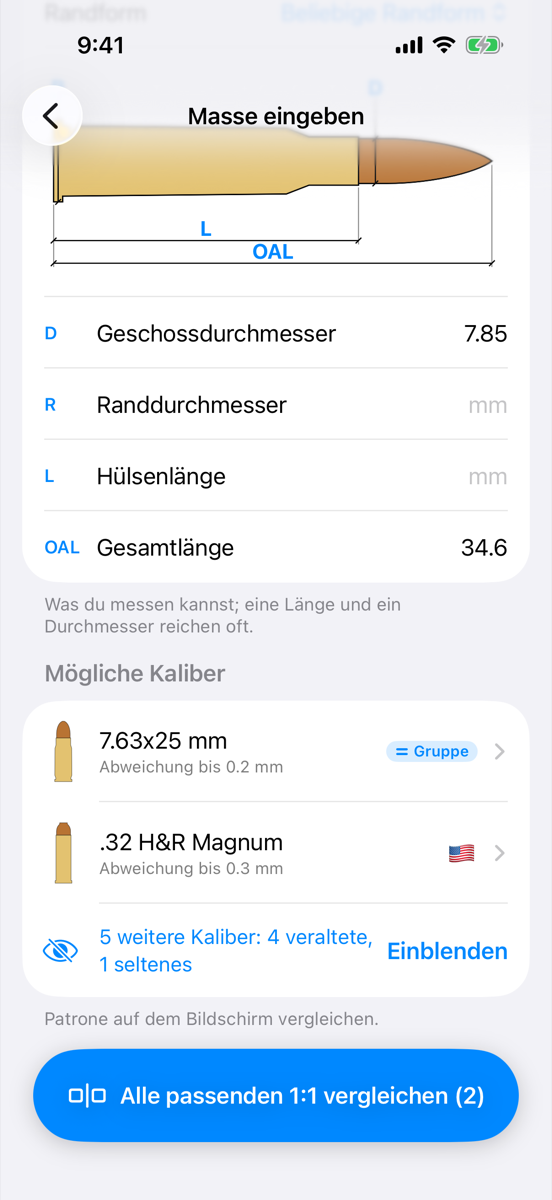 Randform
Beliebige Randform
9:41
D
Masse eingeben
L
OAL
D Geschossdurchmesser 7.85
R Randdurchmesser mm
L Hülsenlänge mm
OAL Gesamtlänge 34.6
Was du messen kannst; eine Länge und ein
Durchmesser reichen oft.
Mögliche Kaliber
7.63x25 mm
= Gruppe
Abweichung bis 0.2 mm
.32 H&R Magnum
Abweichung bis 0.3 mm
5 weitere Kaliber: 4 veraltete,
1 seltenes
Einblenden
Patrone auf dem Bildschirm vergleichen.
Alle passenden 1:1 vergleichen (2)